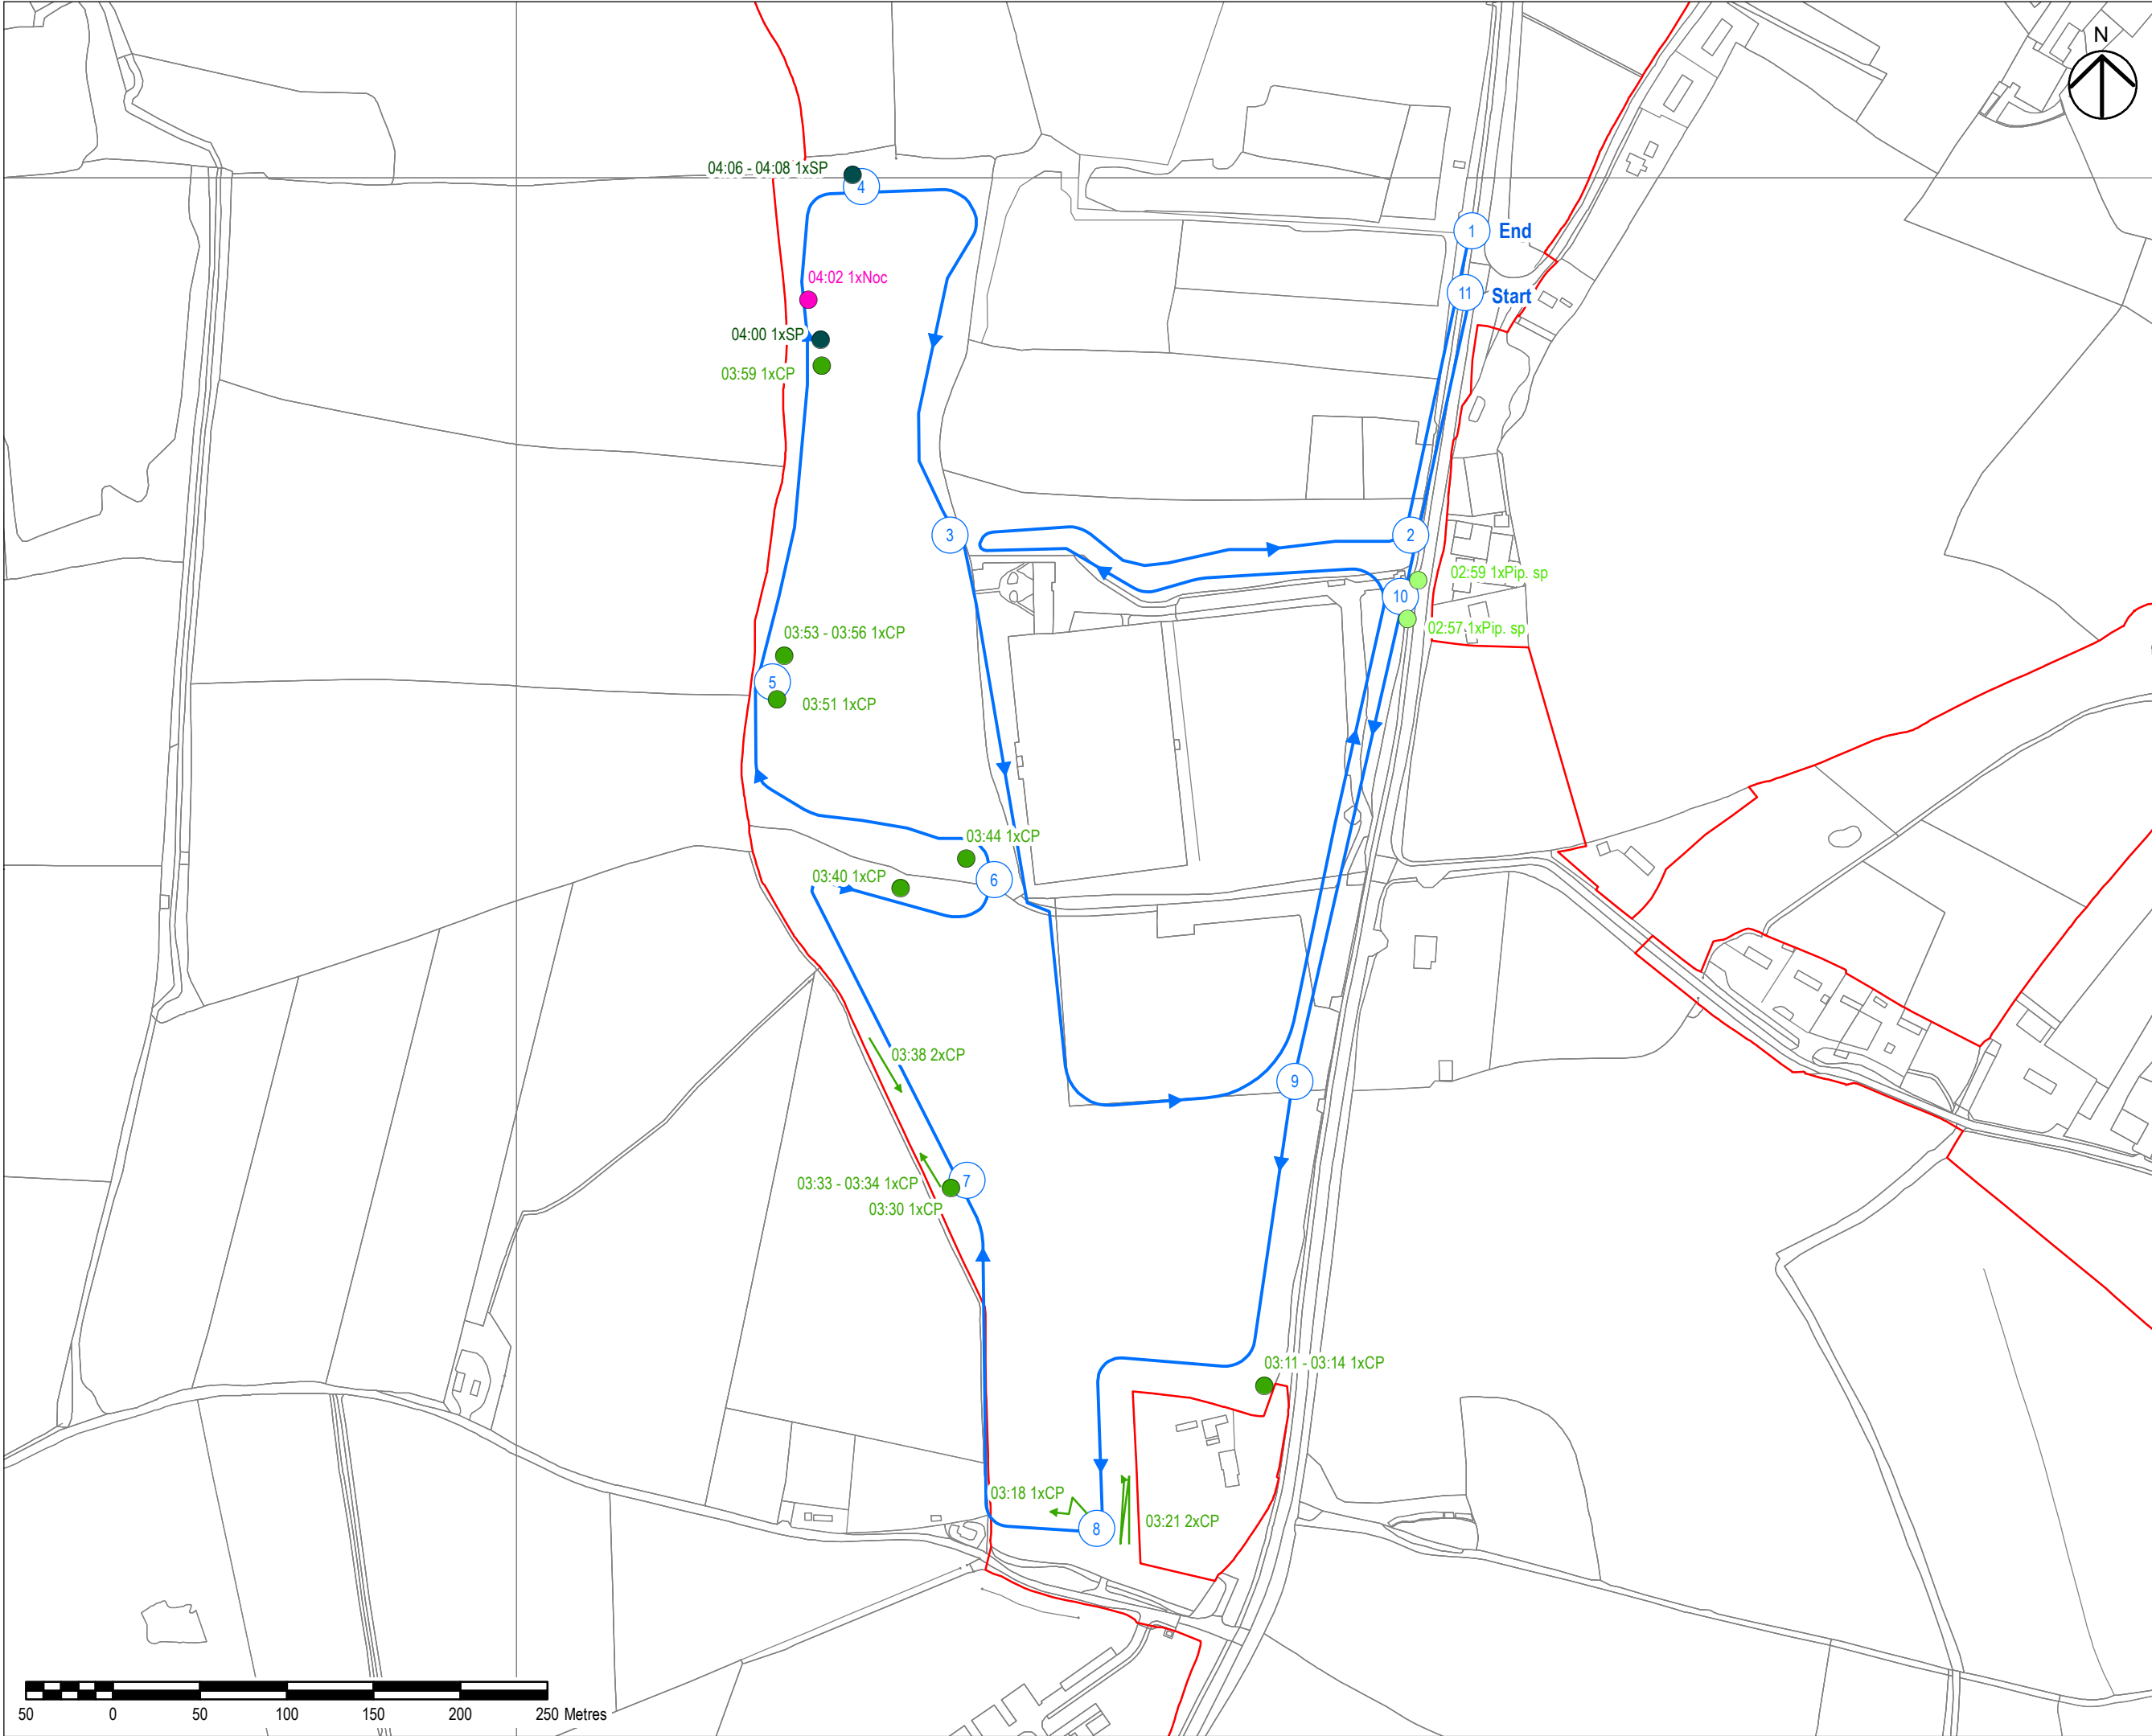 N
04:06 - 04:08 1xSP
4
1 End
04:02 1xNoc
11 Start
04:00 1xSP
03:59 1xCP
3
2
02:59 1xPip. sp
10
02:57 1xPip. sp
03:53 - 03:56 1xCP
5
03:51 1xCP
03:44 1xCP
03:40 1xCP
6
03:38 2xCP
9
7
03:33 - 03:34 1xCP
03:30 1xCP
03:11 - 03:14 1xCP
03:18 1xCP
03:21 2xCP
8
50 0 50 100 150 200 250 Metres